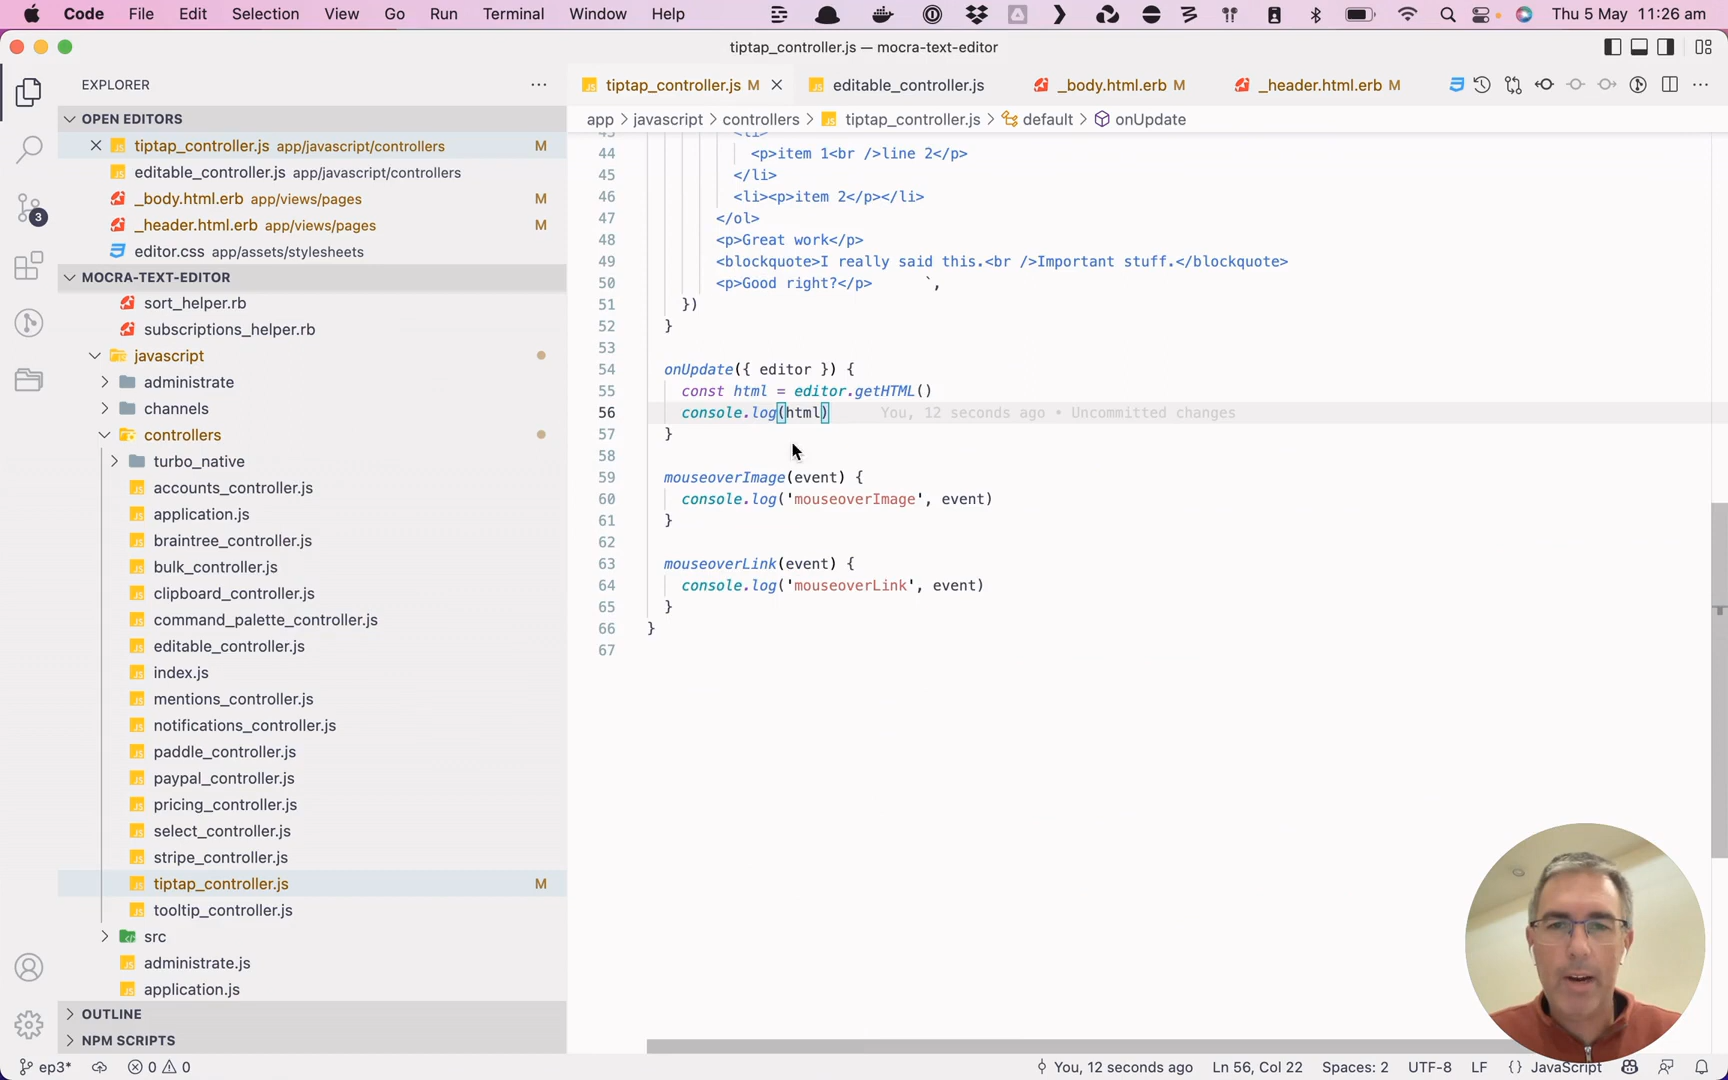 Code File Edit Selection View Go Run Terminal Window Help Thu 5 May 11:26 am
tiptap_controller.js — mocra-text-editor
EXPLORER
tiptap_controller.js M editable_controller.js _body.html.erb M _header.html.erb M
OPEN EDITORS
app > javascript > controllers > tiptap_controller.js > default > onUpdate
tiptap_controller.js app/javascript/controllers M
editable_controller.js app/javascript/controllers
_body.html.erb app/views/pages M
_header.html.erb app/views/pages M
editor.css app/assets/stylesheets
MOCRA-TEXT-EDITOR
sort_helper.rb
subscriptions_helper.rb
javascript
administrate
channels
controllers
turbo_native
accounts_controller.js
application.js
braintree_controller.js
bulk_controller.js
clipboard_controller.js
command_palette_controller.js
editable_controller.js
index.js
mentions_controller.js
notifications_controller.js
paddle_controller.js
paypal_controller.js
pricing_controller.js
select_controller.js
stripe_controller.js
tiptap_controller.js M
tooltip_controller.js
src
administrate.js
application.js
OUTLINE
NPM SCRIPTS
43 <li>
44 <p>item 1<br />line 2</p>
45 </li>
46 <li><p>item 2</p></li>
47 </ol>
48 <p>Great work</p>
49 <blockquote>I really said this.<br />Important stuff.</blockquote>
50 <p>Good right?</p> `,
51 })
52 }
53
54 onUpdate({ editor }) {
55 const html = editor.getHTML()
56 console.log(html) You, 12 seconds ago • Uncommitted changes
57 }
58
59 mouseoverImage(event) {
60 console.log('mouseoverImage', event)
61 }
62
63 mouseoverLink(event) {
64 console.log('mouseoverLink', event)
65 }
66 }
67
3
ep3* 0 0 You, 12 seconds ago Ln 56, Col 22 Spaces: 2 UTF-8 LF {} JavaScript